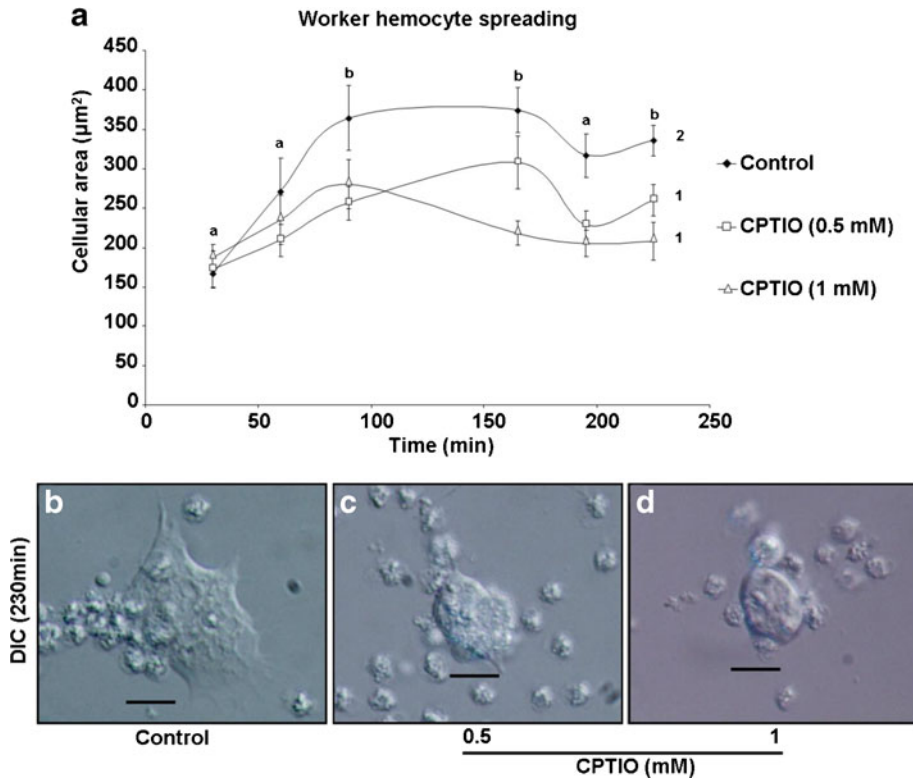 a
Worker hemocyte spreading
450
400
350
300
250
200
150
100
50
0
Cellular area (µm²)
a
a
b
b
a
b
2
1
1
Control
CPTIO (0.5 mM)
CPTIO (1 mM)
0
50
100
150
200
250
Time (min)
DIC (230min)
b
c
d
Control
0.5
1
CPTIO (mM)